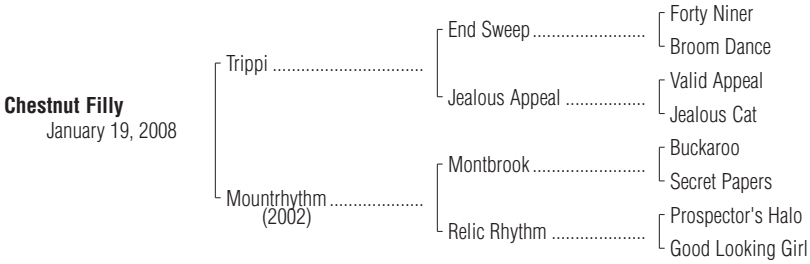 Forty Niner
End Sweep..........................
Broom Dance
Trippi ...................................
Valid Appeal
Jealous Appeal ..................
Jealous Cat
Chestnut Filly
January 19, 2008
Buckaroo
Montbrook..........................
Secret Papers
Mountrhythm......................
(2002)
Prospector's Halo
Relic Rhythm ......................
Good Looking Girl